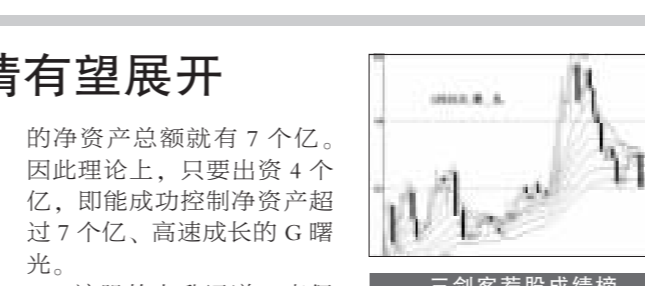 有望展开
的净资产总额就有 7 个亿。
因此理论上，只要出资 4 个
亿，即能成功控制净资产超
过 7 个亿、高速成长的 G 曙
光。
三剑客荐股成绩榜